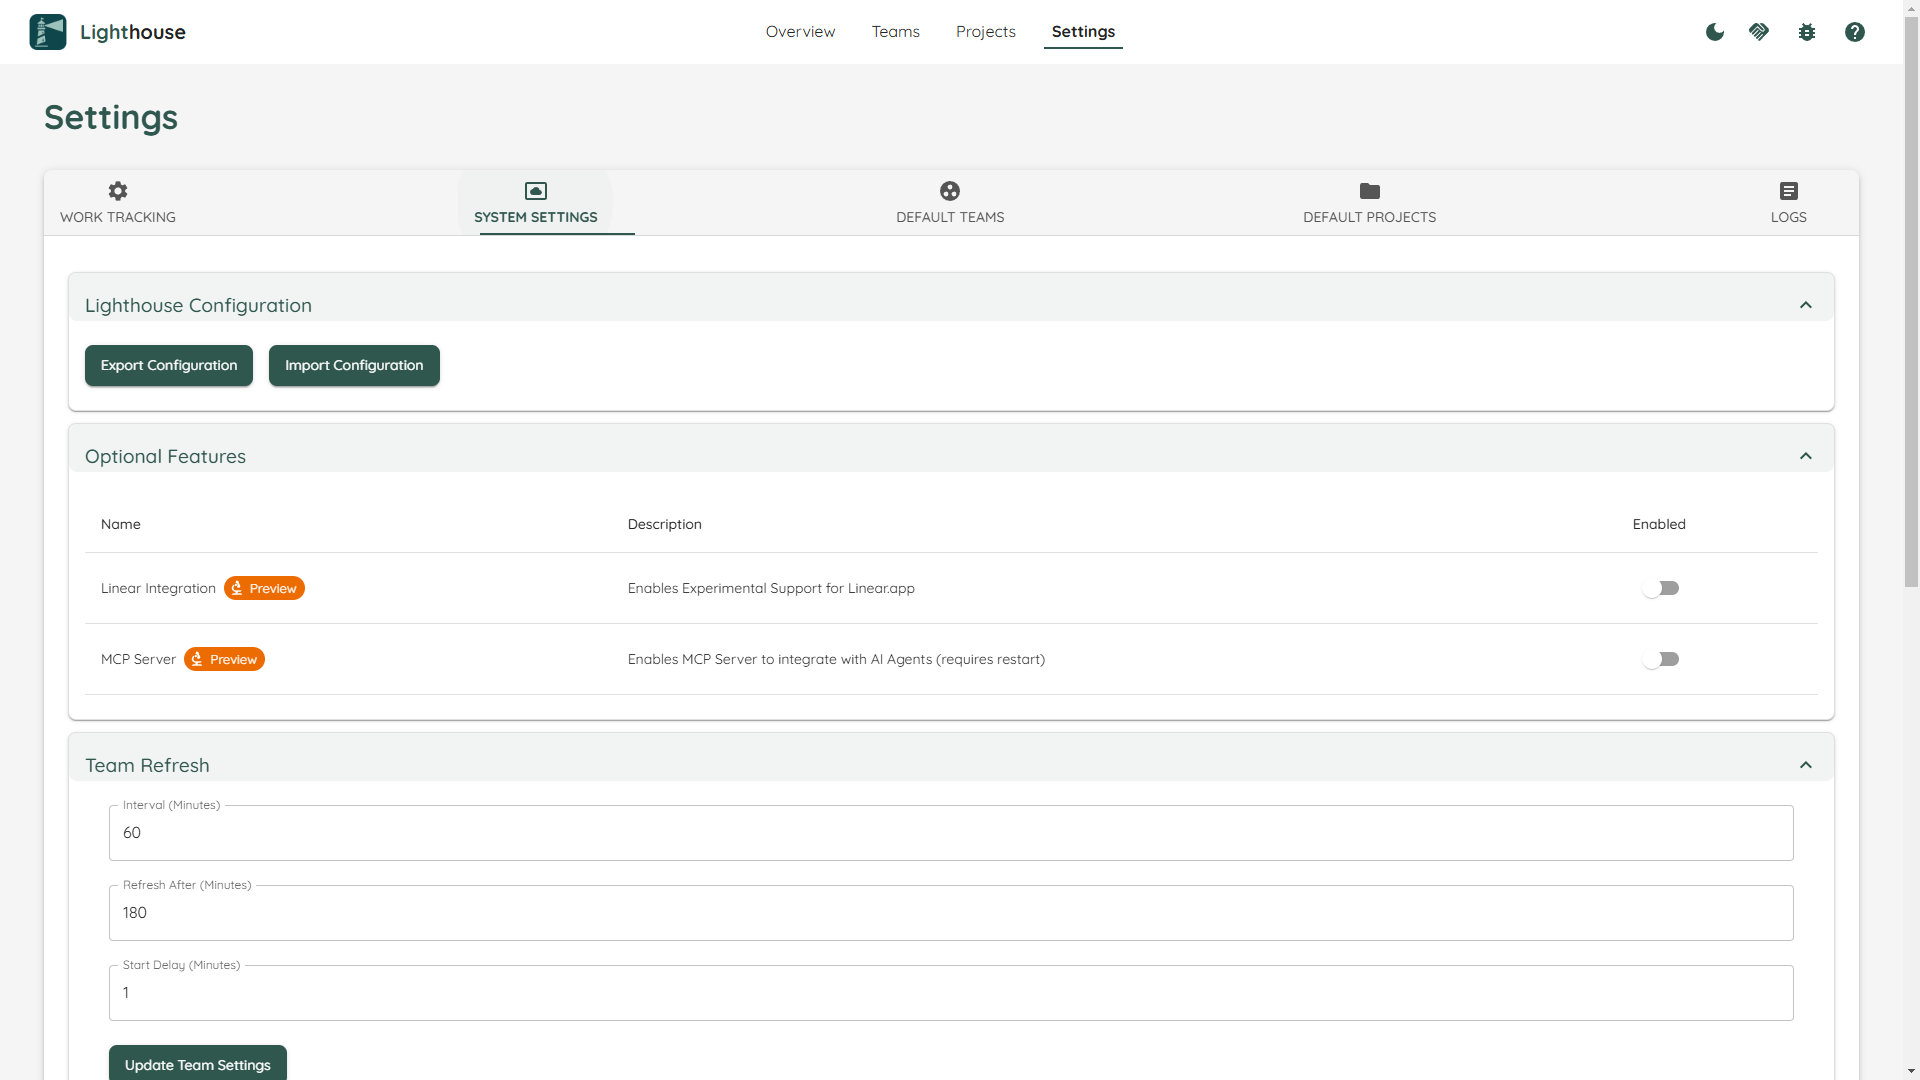 Lighthouse
Overview
Teams
Projects
Settings
Settings
WORK TRACKING
SYSTEM SETTINGS
DEFAULT TEAMS
DEFAULT PROJECTS
LOGS
Lighthouse Configuration
Export Configuration
Import Configuration
Optional Features
Name
Description
Enabled
Linear Integration
Preview
Enables Experimental Support for Linear.app
MCP Server
Preview
Enables MCP Server to integrate with AI Agents (requires restart)
Team Refresh
Interval (Minutes)
60
Refresh After (Minutes)
180
Start Delay (Minutes)
1
Update Team Settings